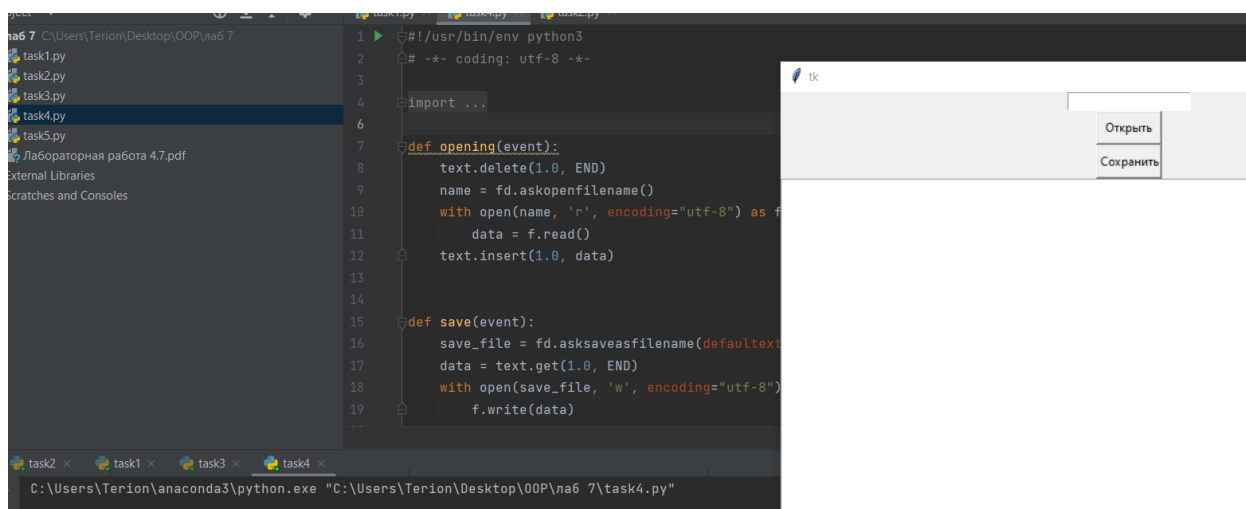 task1.py task4.py task2.py
лаб 7 C:\Users\Terion\Desktop\OOP\лаб 7
task1.py
task2.py
task3.py
task4.py
task5.py
Лабораторная работа 4.7.pdf
External Libraries
Scratches and Consoles
1 #!/usr/bin/env python3
2 # -*- coding: utf-8 -*-
3
4 import ...
6
7 def opening(event):
8 text.delete(1.0, END)
9 name = fd.askopenfilename()
10 with open(name, 'r', encoding="utf-8") as f
11 data = f.read()
12 text.insert(1.0, data)
13
14
15 def save(event):
16 save_file = fd.asksaveasfilename(defaultext
17 data = text.get(1.0, END)
18 with open(save_file, 'w', encoding="utf-8")
19 f.write(data)
tk
Открыть
Сохранить
task2 task1 task3 task4
C:\Users\Terion\anaconda3\python.exe "C:\Users\Terion\Desktop\OOP\лаб 7\task4.py"